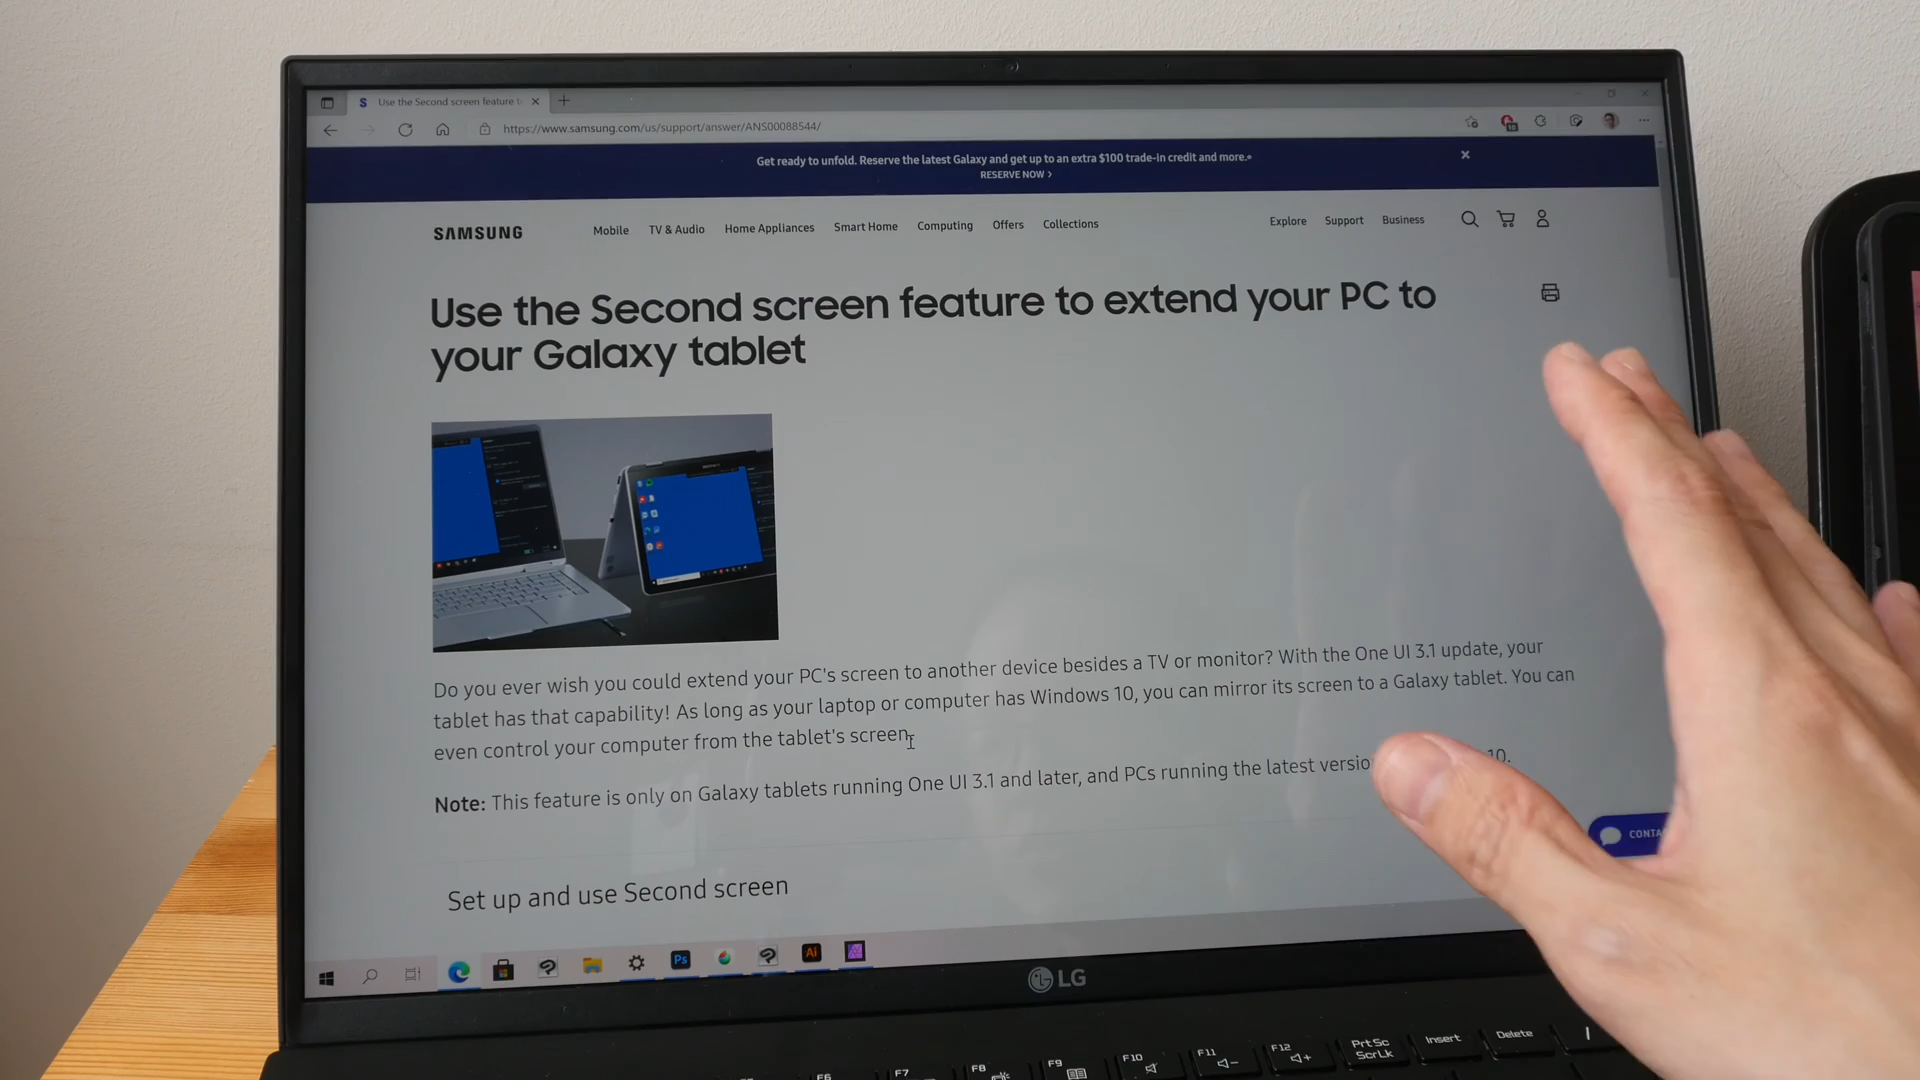 Use the Second screen feature t
https://www.samsung.com/us/support/answer/ANS00088544/
10
Get ready to unfold. Reserve the latest Galaxy and get up to an extra $100 trade-in credit and more.
RESERVE NOW >
SAMSUNG Mobile TV & Audio Home Appliances Smart Home Computing Offers Collections Explore Support Business
Use the Second screen feature to extend your PC to
your Galaxy tablet
Do you ever wish you could extend your PC's screen to another device besides a TV or monitor? With the One UI 3.1 update, your
tablet has that capability! As long as your laptop or computer has Windows 10, you can mirror its screen to a Galaxy tablet. You can
even control your computer from the tablet's screen.
Note: This feature is only on Galaxy tablets running One UI 3.1 and later, and PCs running the latest versio 10.
CONTA
Set up and use Second screen
Ps Ai
LG
F6 F7 F8 F9 F10 F11 F12 PrtSc ScrLk Insert Delete /